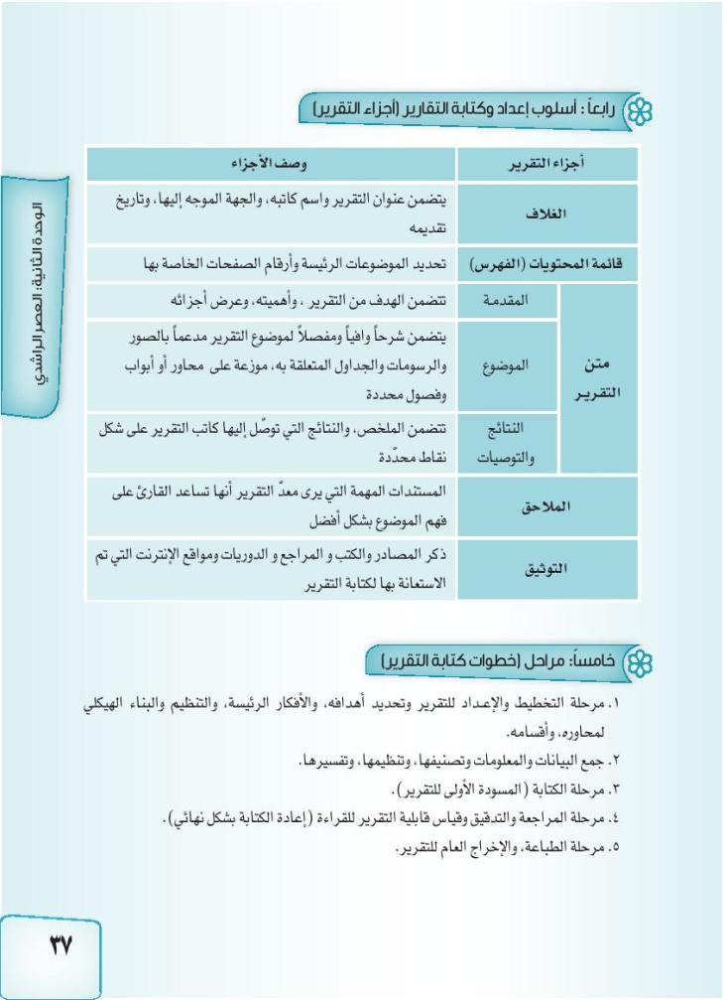 رابعاً: أسلوب إعداد وكتابة التقارير (أجزاء التقرير)
أجزاء التقرير
وصف الأجزاء
الغلاف
يتضمن عنوان التقرير واسم كاتبه، والجهة الموجه إليها، وتاريخ
تقديمه
قائمة المحتويات (الفهرس)
تحديد الموضوعات الرئيسة وأرقام الصفحات الخاصة بها
متن
التقرير
المقدمة
تتضمن الهدف من التقرير ، وأهميته، وعرض أجزائه
الموضوع
يتضمن شرحاً وافياً ومفصلاً لموضوع التقرير مدعماً بالصور
والرسومات والجداول المتعلقة به، موزعة على محاور أو أبواب
وفصول محددة
النتائج
والتوصيات
تتضمن الملخص، والنتائج التي توصّل إليها كاتب التقرير على شكل
نقاط محدّدة
الملاحق
المستندات المهمة التي يرى معدّ التقرير أنها تساعد القارئ على
فهم الموضوع بشكل أفضل
التوثيق
ذكر المصادر والكتب و المراجع و الدوريات ومواقع الإنترنت التي تم
الاستعانة بها لكتابة التقرير
خامساً: مراحل (خطوات كتابة التقرير)
١. مرحلة التخطيط والإعداد للتقرير وتحديد أهدافه، والأفكار الرئيسة، والتنظيم والبناء الهيكلي
لمحاوره، وأقسامه.
٢. جمع البيانات والمعلومات وتصنيفها، وتنظيمها، وتفسيرها.
٣. مرحلة الكتابة (المسودة الأولى للتقرير).
٤. مرحلة المراجعة والتدقيق وقياس قابلية التقرير للقراءة (إعادة الكتابة بشكل نهائي).
٥. مرحلة الطباعة، والإخراج العام للتقرير.
الوحدة الثانية: العصر الراشدي
٣٧